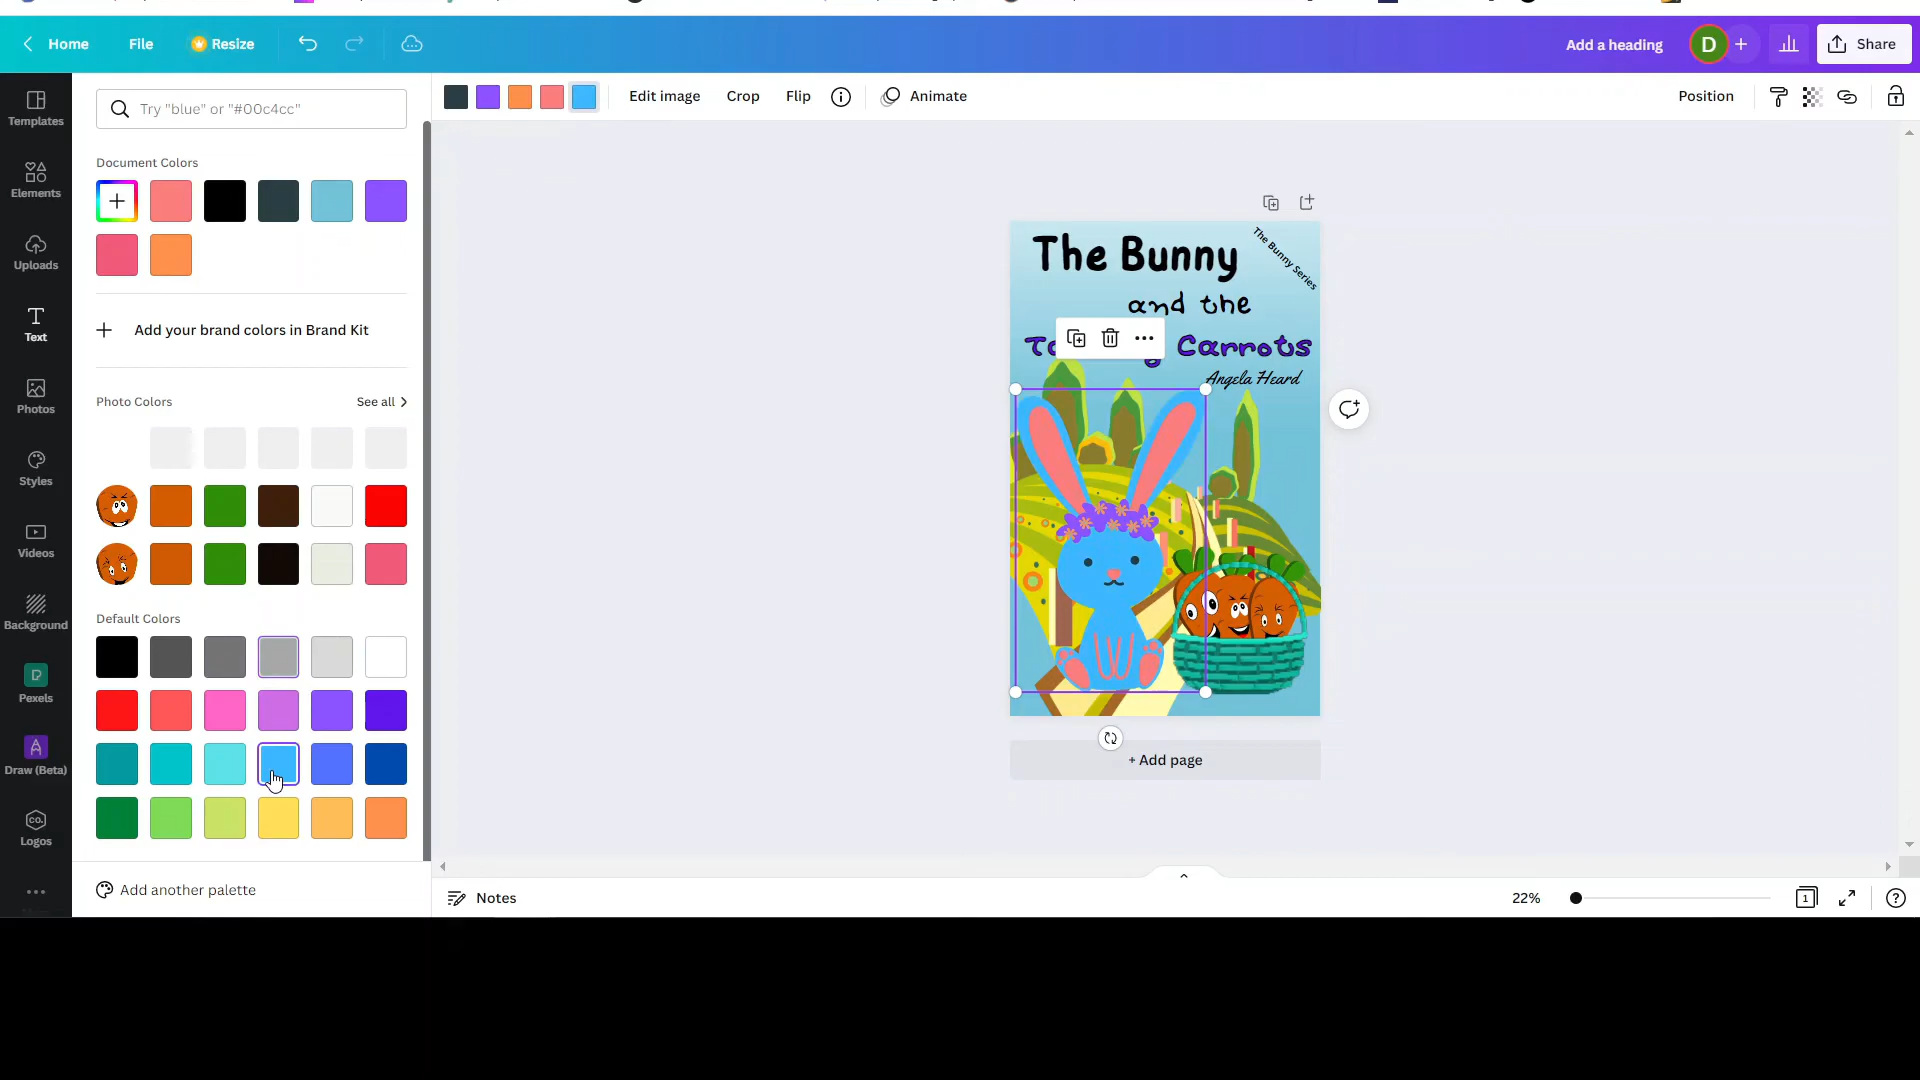 Home
File
Resize
Add a heading
D
Share
Templates
Elements
Uploads
Text
Photos
Styles
Videos
Background
Pexels
Draw (Beta)
CO.
Logos
Try "blue" or "#00c4cc"
Document Colors
Add your brand colors in Brand Kit
Photo Colors
See all
Default Colors
Add another palette
Edit image
Crop
Flip
Animate
Position
The Bunny
The Bunny Series
and the
Carrots
Angela Heard
+ Add page
Notes
22%
1